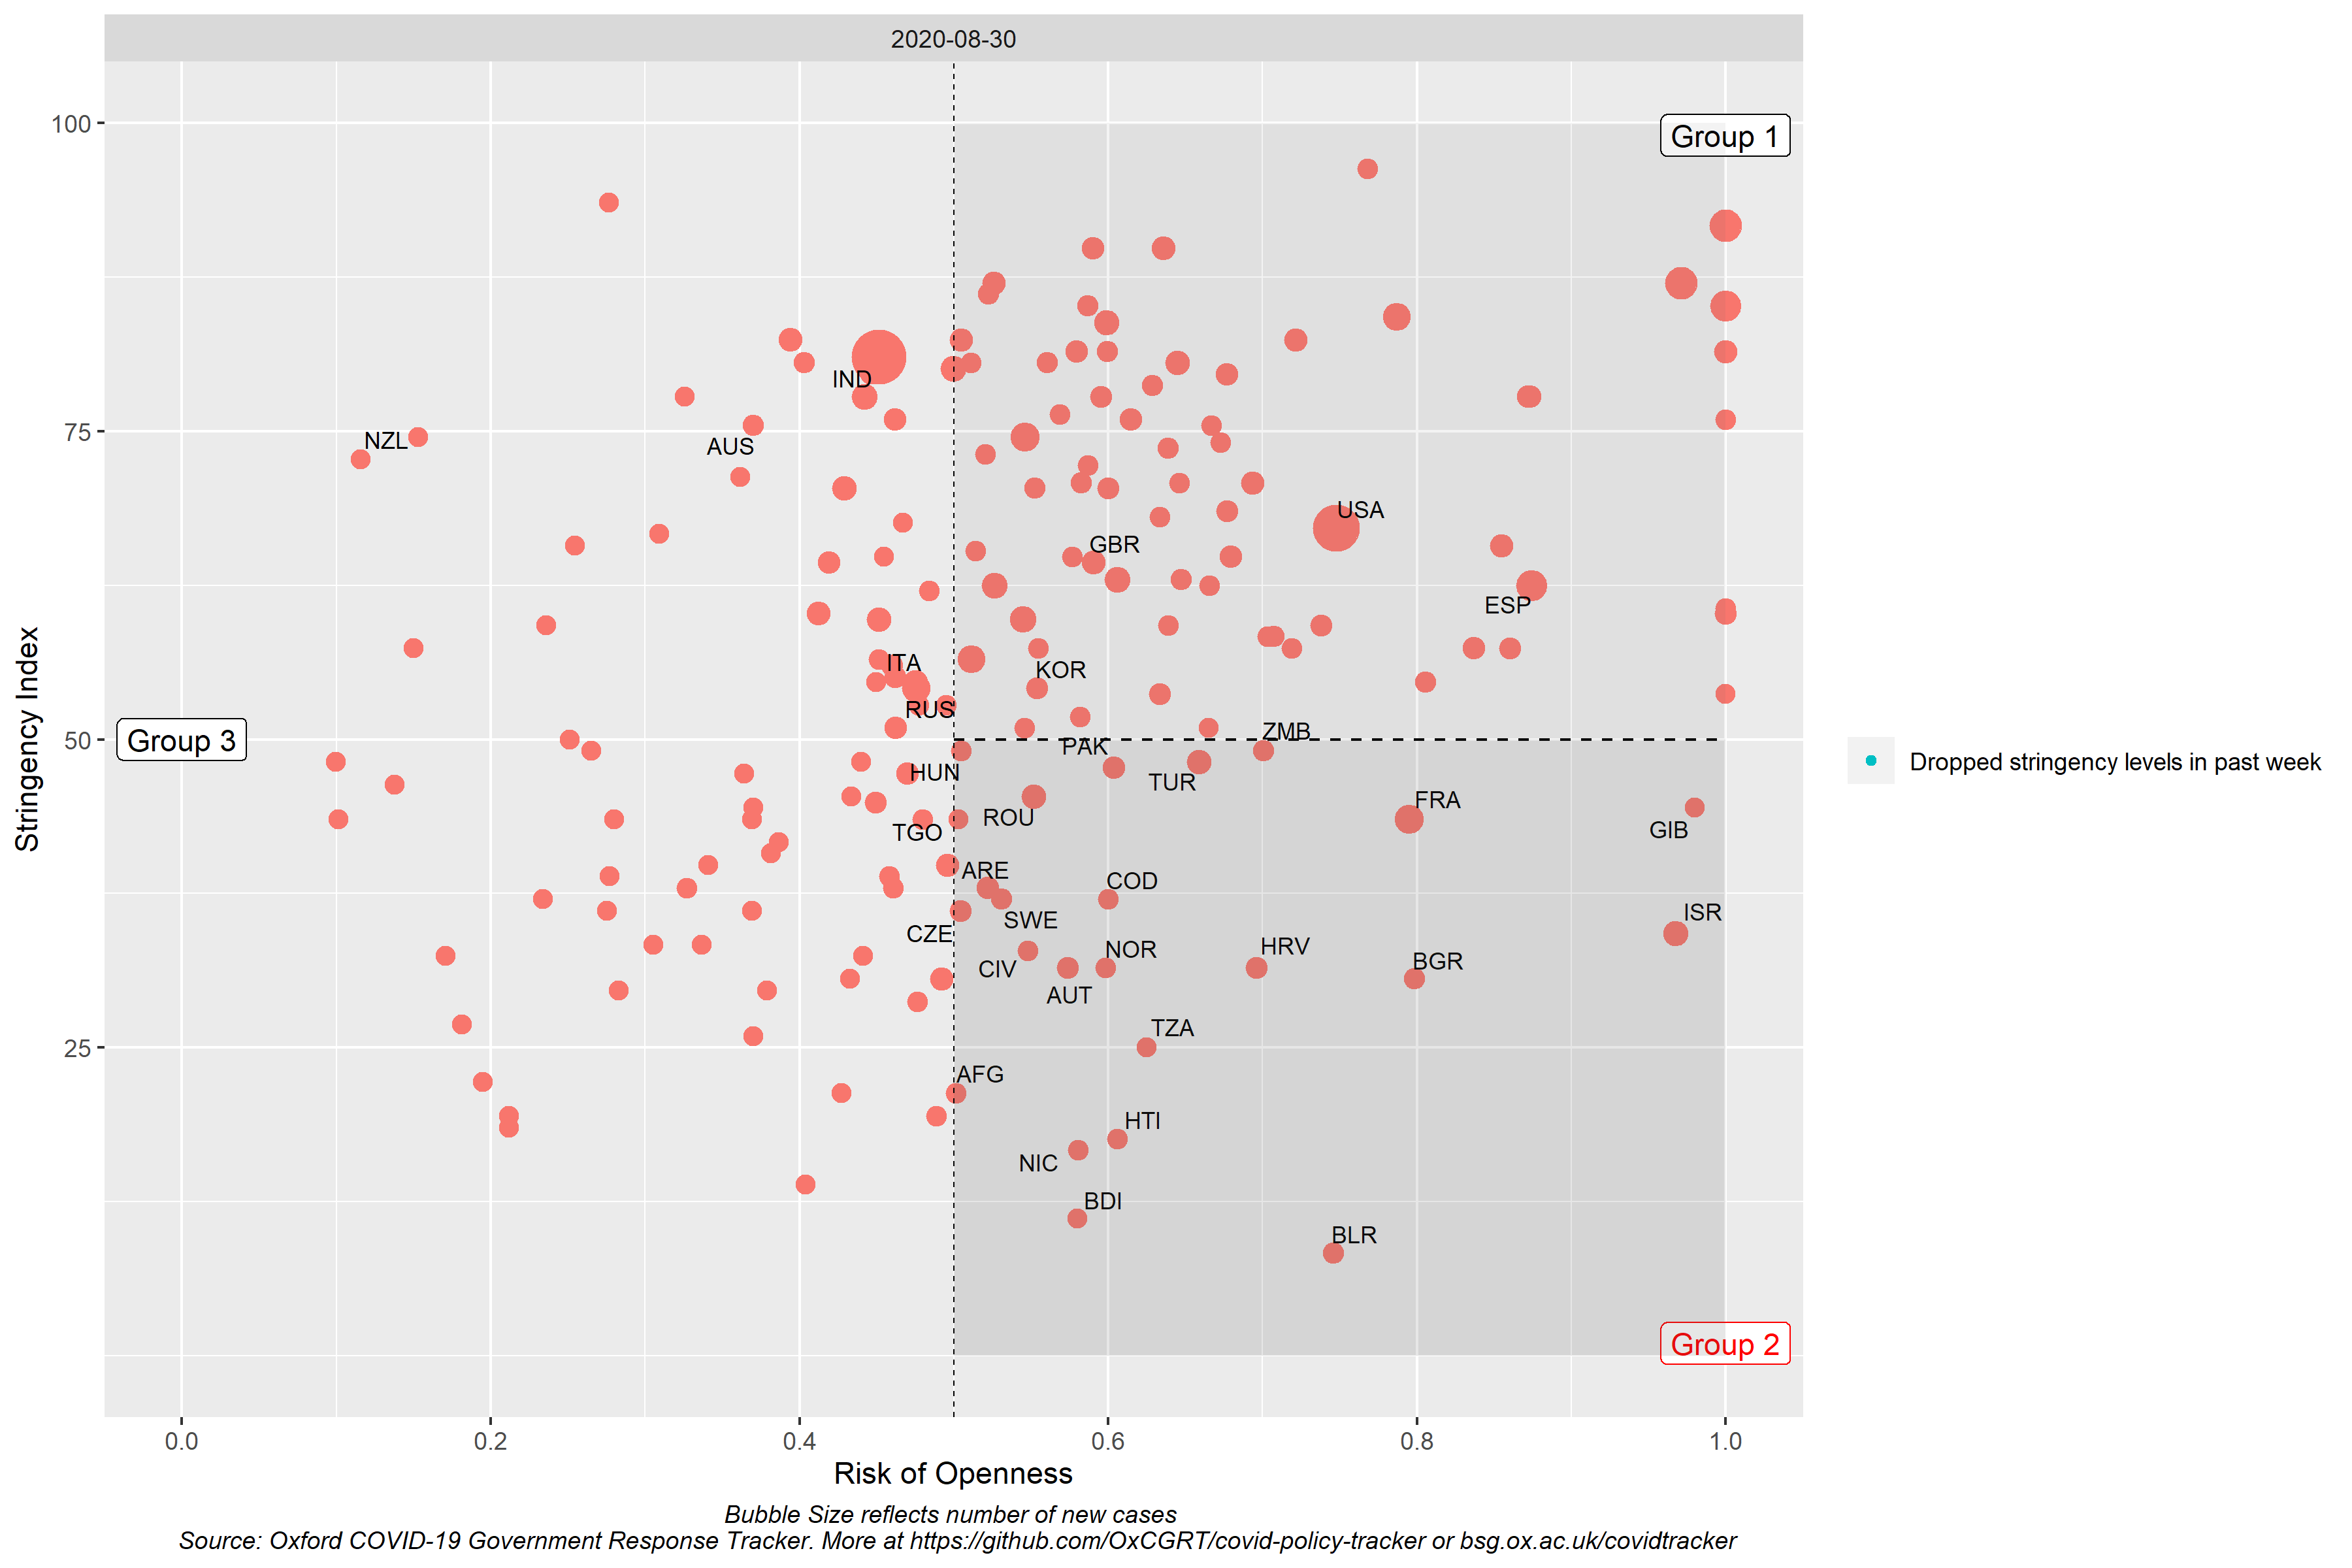 2020-08-30
100
Group 1
IND
NZL
AUS
75
USA
GBR
ESP
ITA
KOR
RUS
ZMB
Group 3
50
PAK
HUN
TUR
FRA
ROU
GIB
TGO
ARE
COD
SWE
ISR
CZE
NOR
HRV
CIV
BGR
AUT
TZA
25
AFG
HTI
NIC
BDI
BLR
Group 2
Stringency Index
Dropped stringency levels in past week
0.0 0.2 0.4 0.6 0.8 1.0
Risk of Openness
Bubble Size reflects number of new cases
Source: Oxford COVID-19 Government Response Tracker. More at https://github.com/OxCGRT/covid-policy-tracker or bsg.ox.ac.uk/covidtracker